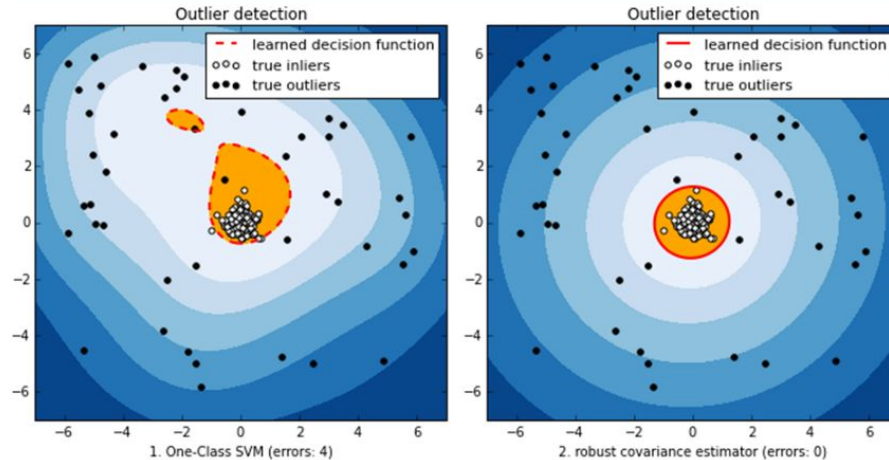 Outlier detection
learned decision function
true inliers
true outliers
6
4
2
0
−2
−4
−6
−6
−4
−2
0
2
4
6
1. One-Class SVM (errors: 4)
Outlier detection
learned decision function
true inliers
true outliers
6
4
2
0
−2
−4
−6
−6
−4
−2
0
2
4
6
2. robust covariance estimator (errors: 0)